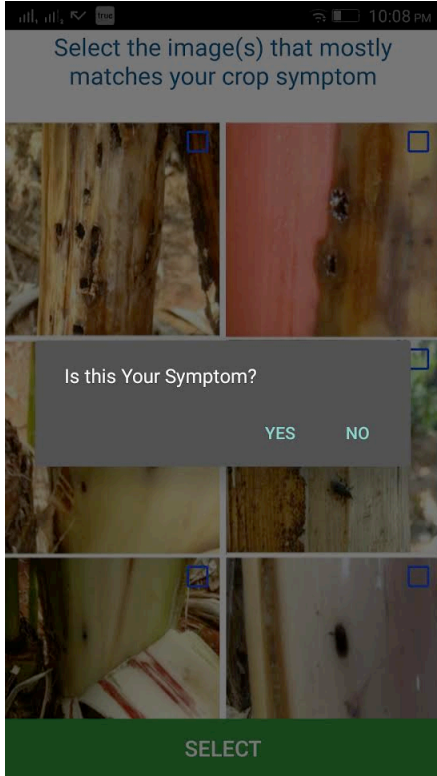 true
10:08 PM
Select the image(s) that mostly
matches your crop symptom
Is this Your Symptom?
YES
NO
SELECT